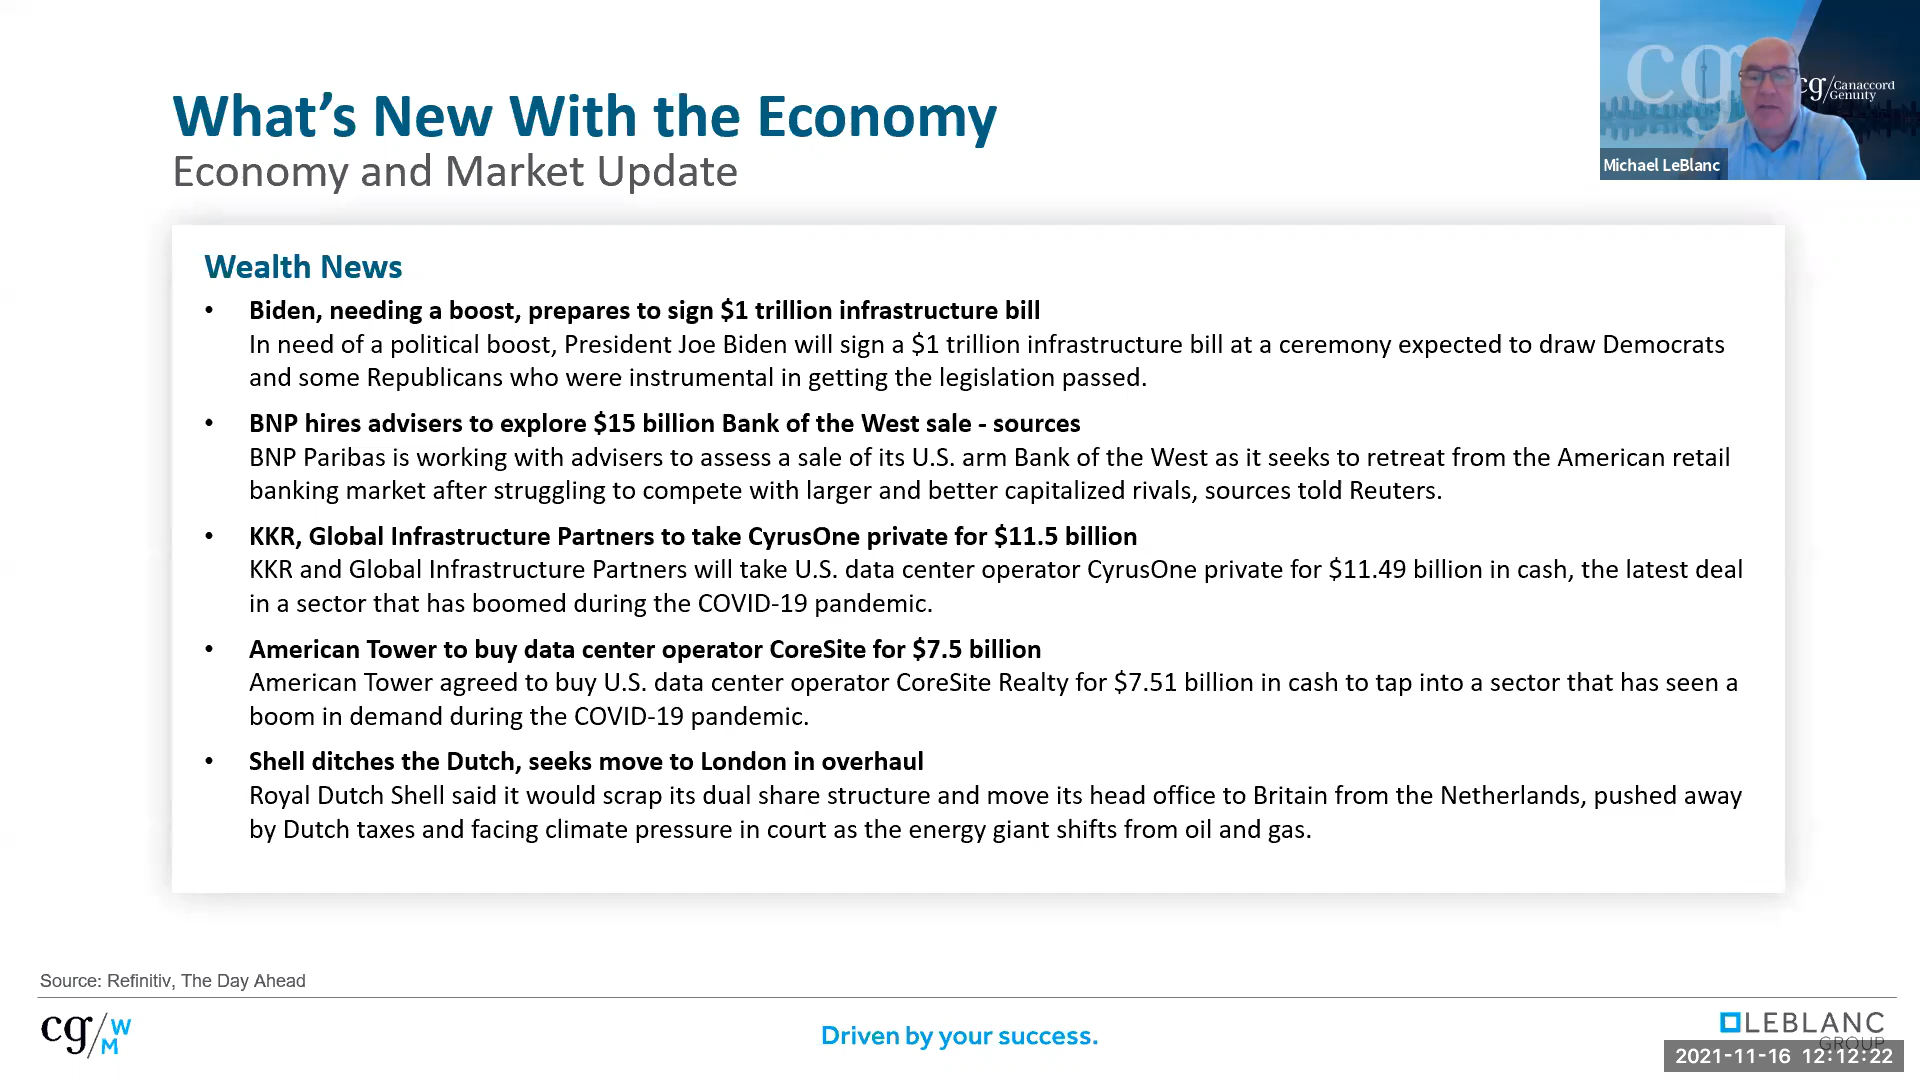 What's New With the Economy
Economy and Market Update
cg
cg/Canaccord
Genuity
Michael LeBlanc
Wealth News
• Biden, needing a boost, prepares to sign $1 trillion infrastructure bill
In need of a political boost, President Joe Biden will sign a $1 trillion infrastructure bill at a ceremony expected to draw Democrats
and some Republicans who were instrumental in getting the legislation passed.
• BNP hires advisers to explore $15 billion Bank of the West sale - sources
BNP Paribas is working with advisers to assess a sale of its U.S. arm Bank of the West as it seeks to retreat from the American retail
banking market after struggling to compete with larger and better capitalized rivals, sources told Reuters.
• KKR, Global Infrastructure Partners to take CyrusOne private for $11.5 billion
KKR and Global Infrastructure Partners will take U.S. data center operator CyrusOne private for $11.49 billion in cash, the latest deal
in a sector that has boomed during the COVID-19 pandemic.
• American Tower to buy data center operator CoreSite for $7.5 billion
American Tower agreed to buy U.S. data center operator CoreSite Realty for $7.51 billion in cash to tap into a sector that has seen a
boom in demand during the COVID-19 pandemic.
• Shell ditches the Dutch, seeks move to London in overhaul
Royal Dutch Shell said it would scrap its dual share structure and move its head office to Britain from the Netherlands, pushed away
by Dutch taxes and facing climate pressure in court as the energy giant shifts from oil and gas.
Source: Refinitiv, The Day Ahead
cg/WM
Driven by your success.
LEBLANC
GROUP
2021-11-16 12:12:22